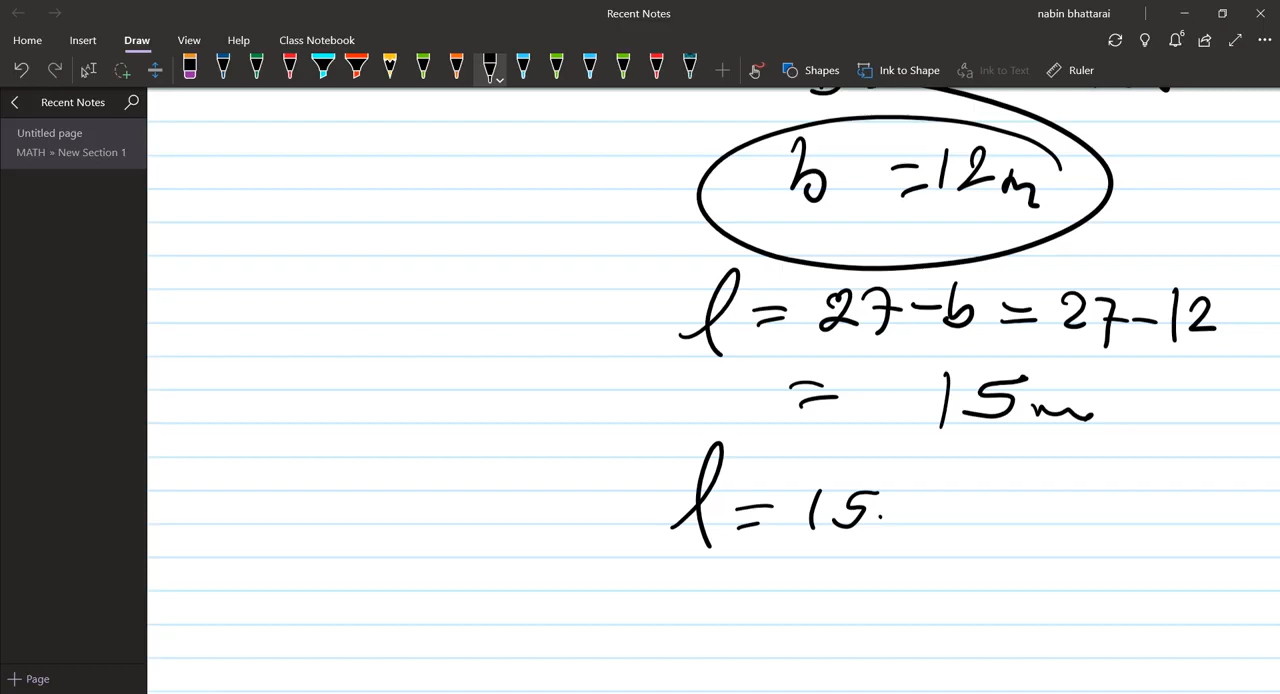 Recent Notes
nabin bhattarai
Home Insert Draw View Help Class Notebook
6
Shapes Ink to Shape Ink to Text Ruler
Recent Notes
Untitled page
MATH » New Section 1
b = 12m
l = 27 - b = 27 - 12
= 15m
l = 15.
+ Page